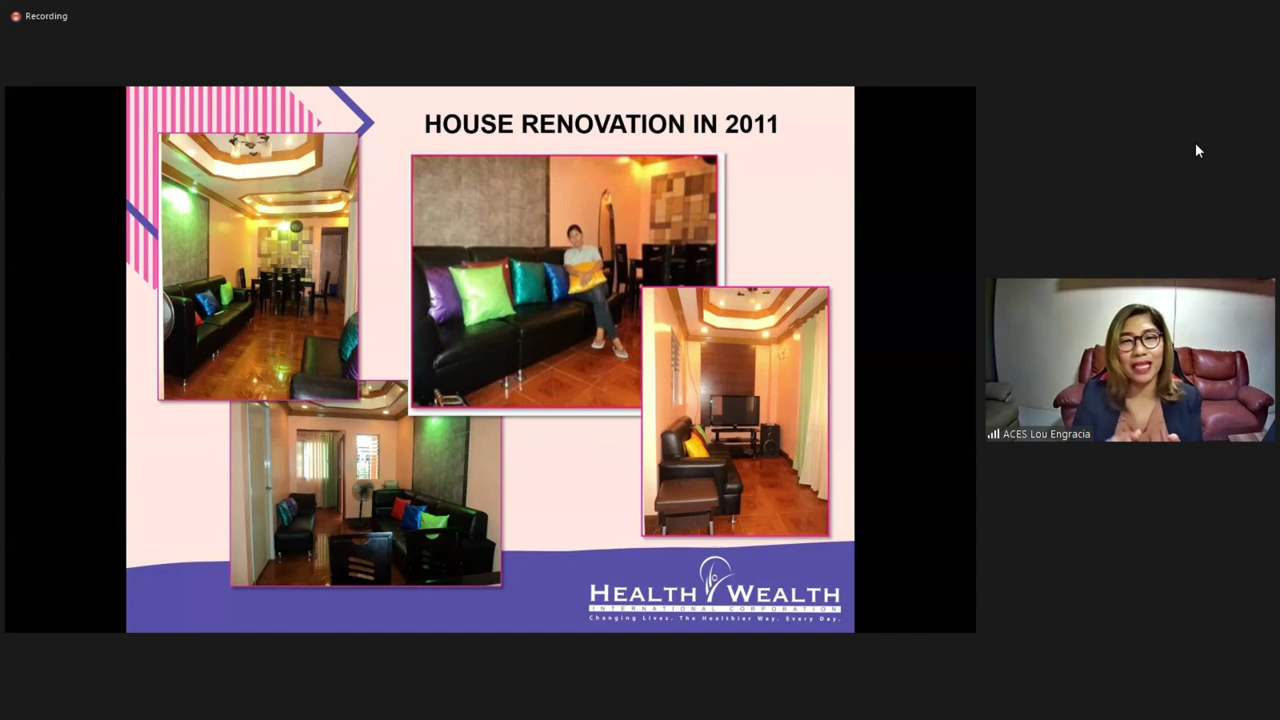 Recording
HOUSE RENOVATION IN 2011
HEALTH WEALTH
INTERNATIONAL CORPORATION
Changing Lives. The Healthier Way. Every Day.
ACES Lou Engracia